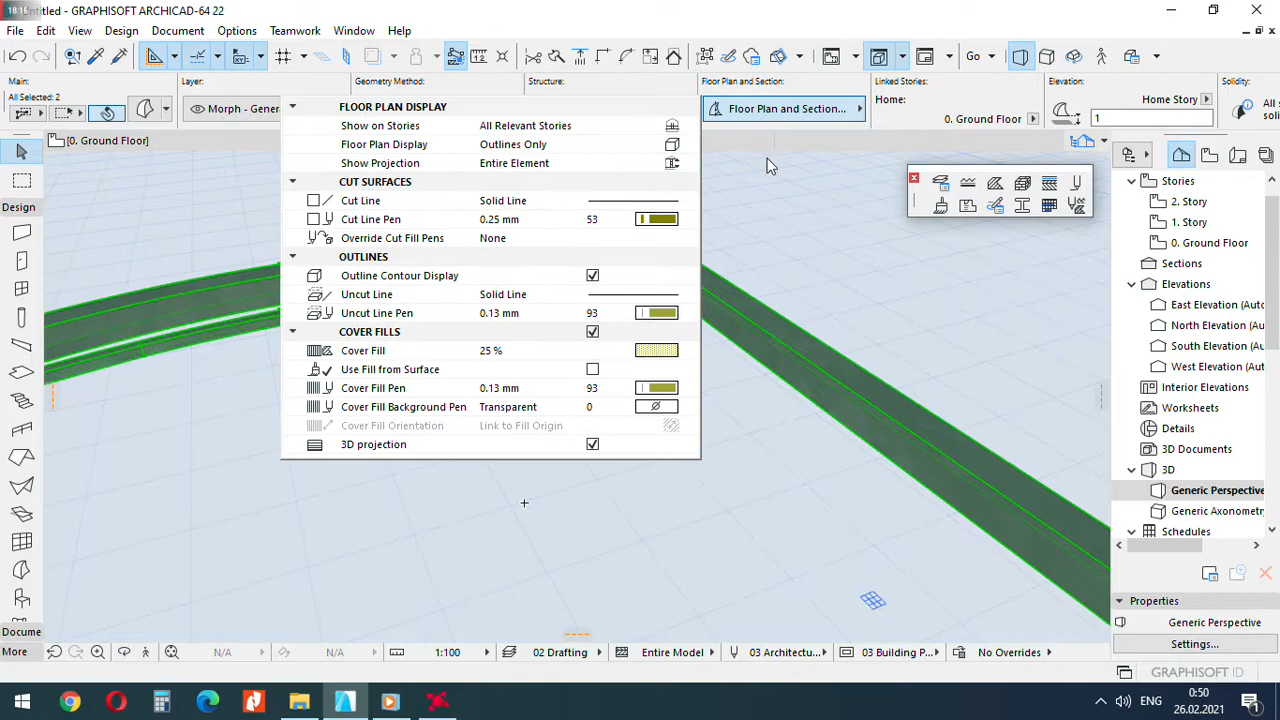 18:16 Untitled - GRAPHISOFT ARCHICAD-64 22
File Edit View Design Document Options Teamwork Window Help
Go
Main: Layer: Geometry Method: Structure: Floor Plan and Section: Linked Stories: Elevation: Solidity:
All Selected: 2 Morph - Gener Floor Plan and Section... Home: Home Story All s
0. Ground Floor 1 solid
[0. Ground Floor]
FLOOR PLAN DISPLAY
Show on Stories All Relevant Stories
Floor Plan Display Outlines Only
Show Projection Entire Element
CUT SURFACES
Cut Line Solid Line
Cut Line Pen 0.25 mm 53
Override Cut Fill Pens None
OUTLINES
Outline Contour Display
Uncut Line Solid Line
Uncut Line Pen 0.13 mm 93
COVER FILLS
Cover Fill 25 %
Use Fill from Surface
Cover Fill Pen 0.13 mm 93
Cover Fill Background Pen Transparent 0
Cover Fill Orientation Link to Fill Origin
3D projection
Stories
2. Story
1. Story
0. Ground Floor
Sections
Elevations
East Elevation (Auto
North Elevation (Aut
South Elevation (Aut
West Elevation (Aut
Interior Elevations
Worksheets
Details
3D Documents
3D
Generic Perspective
Generic Axonometr
Schedules
Properties
Generic Perspective
Settings...
Design
Docume
More
N/A N/A 1:100 02 Drafting Entire Model 03 Architectu... 03 Building P... No Overrides
GRAPHISOFT ID
ENG 0:50
26.02.2021
1